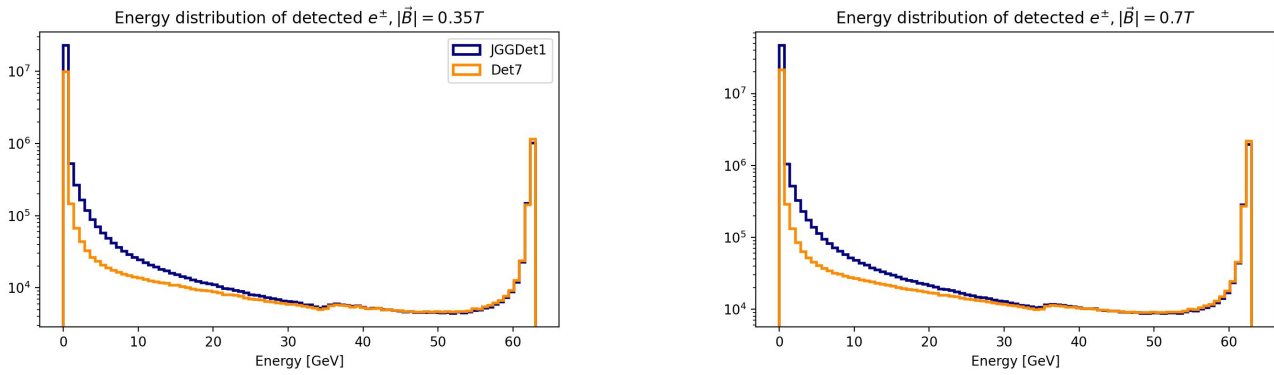 Energy distribution of detected e±, |B⃗| = 0.35T
10⁷
10⁶
10⁵
10⁴
0 10 20 30 40 50 60
Energy [GeV]
JGGDet1
Det7
Energy distribution of detected e±, |B⃗| = 0.7T
10⁷
10⁶
10⁵
10⁴
0 10 20 30 40 50 60
Energy [GeV]